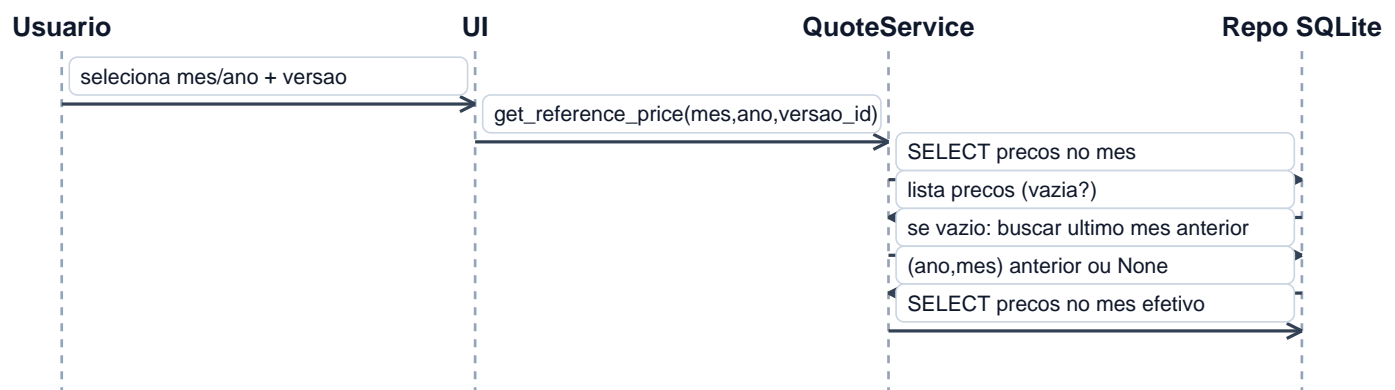 Usuario
UI
QuoteService
Repo SQLite
seleciona mes/ano + versao
get_reference_price(mes,ano,versao_id)
SELECT precos no mes
lista precos (vazia?)
se vazio: buscar ultimo mes anterior
(ano,mes) anterior ou None
SELECT precos no mes efetivo